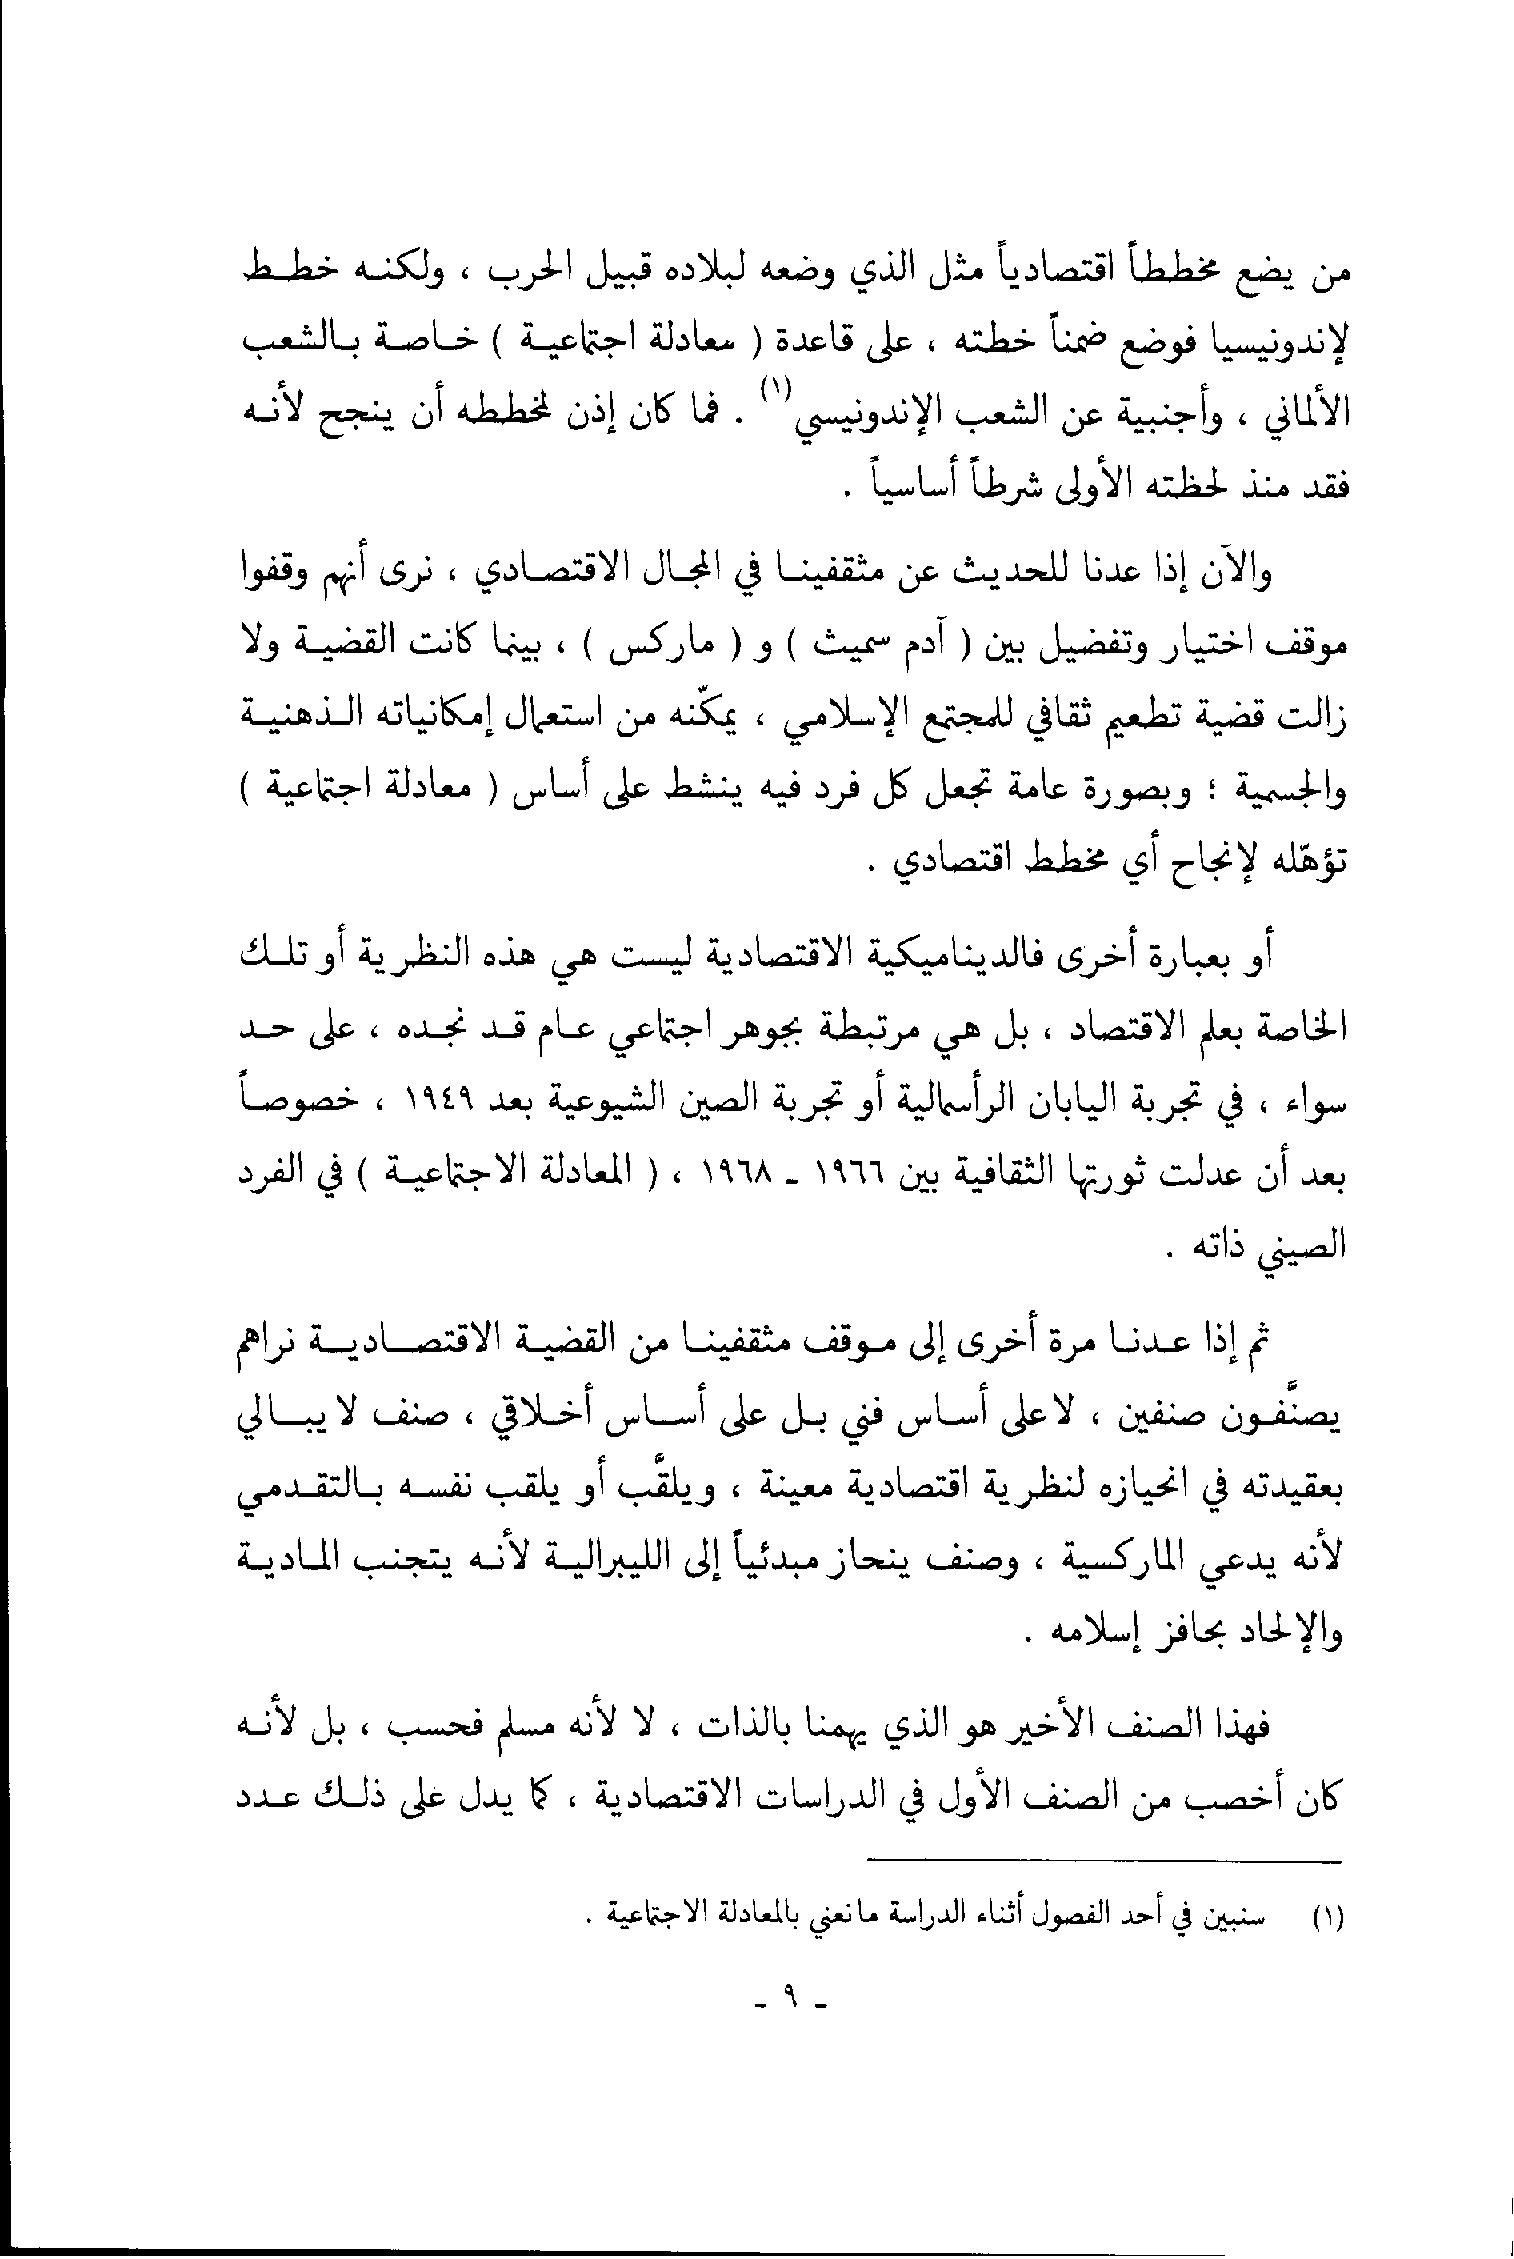 من يضع مخططاً اقتصادياً مثل الذي وضعه لبلاده قبيل الحرب ، ولكنه خطط
لإندونيسيا فوضع ضمناً خطته ، على قاعدة ( معادلة اجتماعية ) خاصة بالشعب
الألماني ، وأجنبية عن الشعب الإندونيسي(١) . فما كان إذن لمخططه أن ينجح لأنه
فقد منذ لحظته الأولى شرطاً أساسياً .
والآن إذا عدنا للحديث عن مثقفينا في المجال الاقتصادي ، نرى أنهم وقفوا
موقف اختيار وتفضيل بين ( آدم سميث ) و ( ماركس ) ، بينما كانت القضية ولا
زالت قضية تطعيم ثقافي للمجتمع الإسلامي ، يمكّنه من استعمال إمكانياته الذهنية
والجسمية ؛ وبصورة عامة تجعل كل فرد فيه ينشط على أساس ( معادلة اجتماعية )
تؤهّله لإنجاح أي مخطط اقتصادي .
أو بعبارة أخرى فالديناميكية الاقتصادية ليست هي هذه النظرية أو تلك
الخاصة بعلم الاقتصاد ، بل هي مرتبطة بجوهر اجتماعي عام قد نجده ، على حد
سواء ، في تجربة اليابان الرأسمالية أو تجربة الصين الشيوعية بعد ١٩٤٩ ، خصوصاً
بعد أن عدلت ثورتها الثقافية بين ١٩٦٦ - ١٩٦٨ ، ( المعادلة الاجتماعية ) في الفرد
الصيني ذاته .
ثم إذا عدنا مرة أخرى إلى موقف مثقفينا من القضية الاقتصادية نراهم
يصنَّفون صنفين ، لا على أساس فني بل على أساس أخلاقي ، صنف لا يبالي
بعقيدته في انحيازه لنظرية اقتصادية معينة ، ويلقَّب أو يلقب نفسه بالتقدمي
لأنه يدعي الماركسية ، وصنف ينحاز مبدئياً إلى الليبرالية لأنه يتجنب المادية
والإلحاد بحافز إسلامه .
فهذا الصنف الأخير هو الذي يهمنا بالذات ، لا لأنه مسلم فحسب ، بل لأنه
كان أخصب من الصنف الأول في الدراسات الاقتصادية ، كما يدل على ذلك عدد
(١) سنبين في أحد الفصول أثناء الدراسة ما نعني بالمعادلة الاجتماعية .
- ٩ -